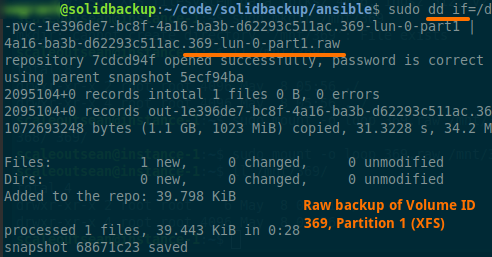 @solidbackup:~/code/solidbackup/ansible$ sudo dd if=/d
-pvc-1e396de7-bc8f-4a16-ba3b-d62293c511ac.369-lun-0-part1 |
4a16-ba3b-d62293c511ac.369-lun-0-part1.raw
repository 7cdcd94f opened successfully, password is correct
using parent snapshot 5ecf94ba
2095104+0 records intotal 1 files 0 B, 0 errors
2095104+0 records out-1e396de7-bc8f-4a16-ba3b-d62293c511ac.36
1072693248 bytes (1.1 GB, 1023 MiB) copied, 31.3228 s, 34.2 M
Files: 1 new, 0 changed, 0 unmodified
Dirs: 0 new, 0 changed, 0 unmodified
Added to the repo: 39.798 KiB
Raw backup of Volume ID
369, Partition 1 (XFS)
processed 1 files, 39.443 KiB in 0:28
snapshot 68671c23 saved